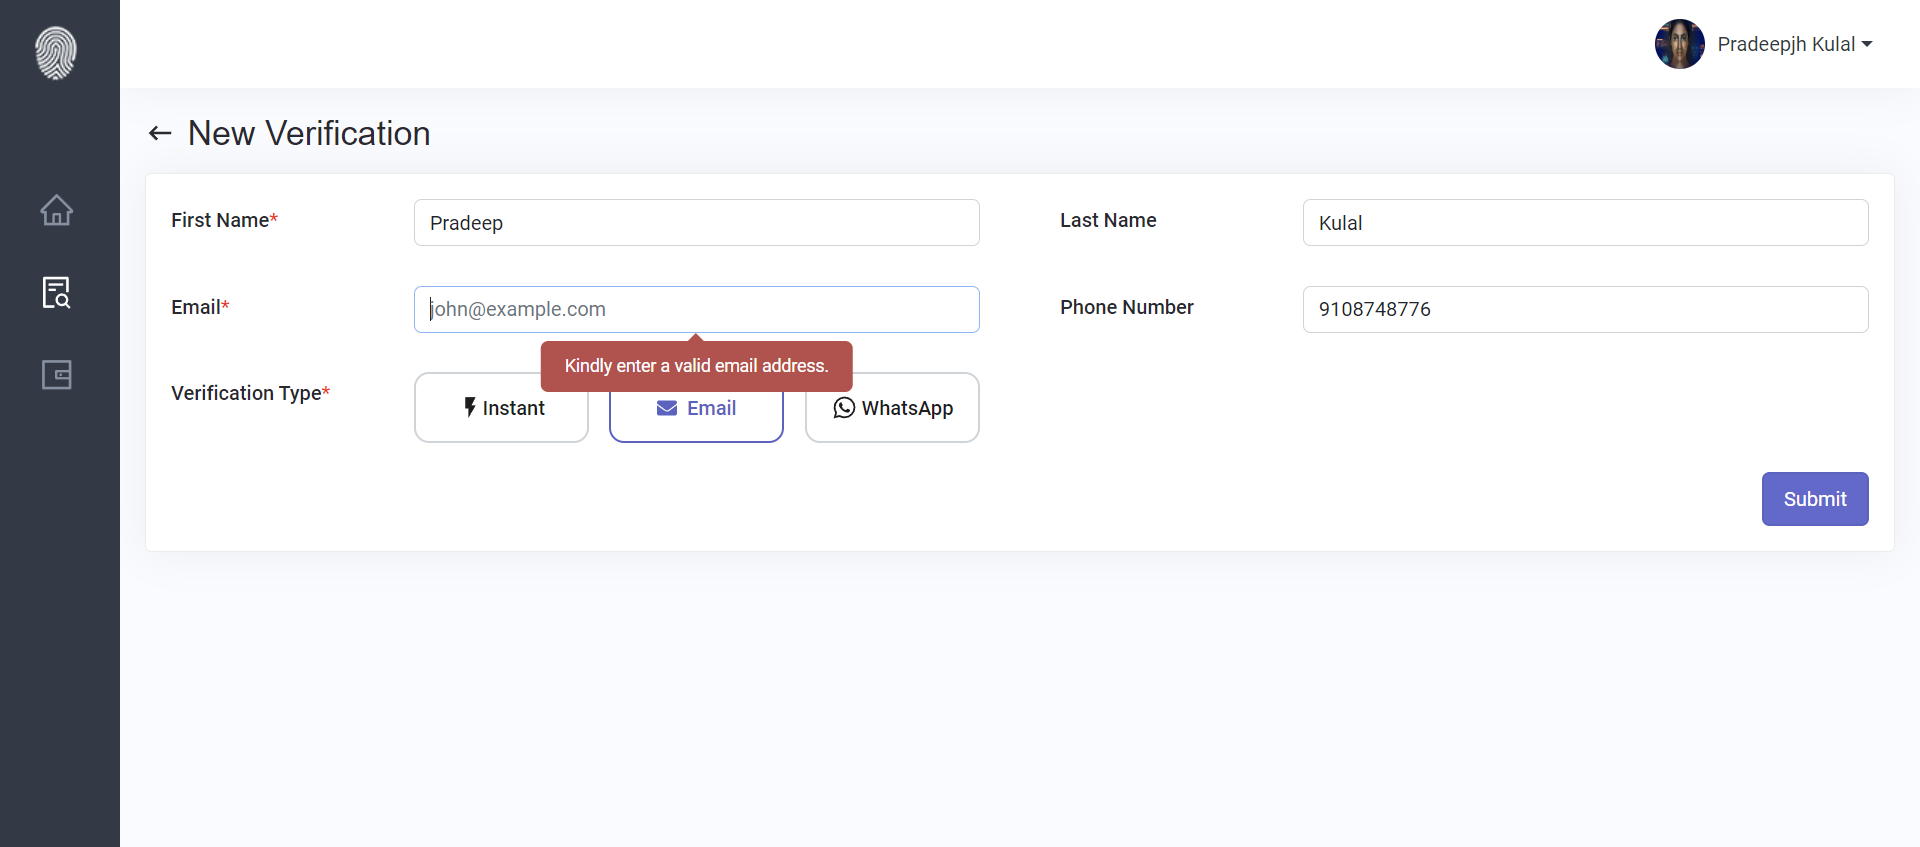 Pradeepjh Kulal
New Verification
First Name*
Pradeep
Last Name
Kulal
Email*
john@example.com
Phone Number
9108748776
Kindly enter a valid email address.
Verification Type*
Instant
Email
WhatsApp
Submit